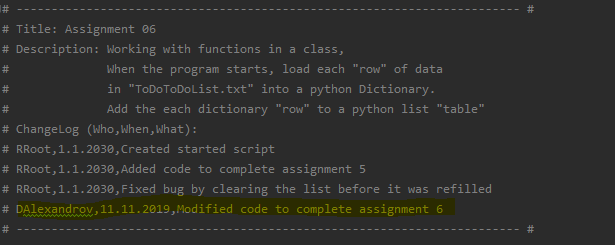 # ------------------------------------------------------------------------ #
# Title: Assignment 06
# Description: Working with functions in a class,
#              When the program starts, load each "row" of data
#              in "ToDoToDoList.txt" into a python Dictionary.
#              Add the each dictionary "row" to a python list "table"
# ChangeLog (Who,When,What):
# RRoot,1.1.2030,Created started script
# RRoot,1.1.2030,Added code to complete assignment 5
# RRoot,1.1.2030,Fixed bug by clearing the list before it was refilled
# DAlexandrov,11.11.2019,Modified code to complete assignment 6
# ------------------------------------------------------------------------ #